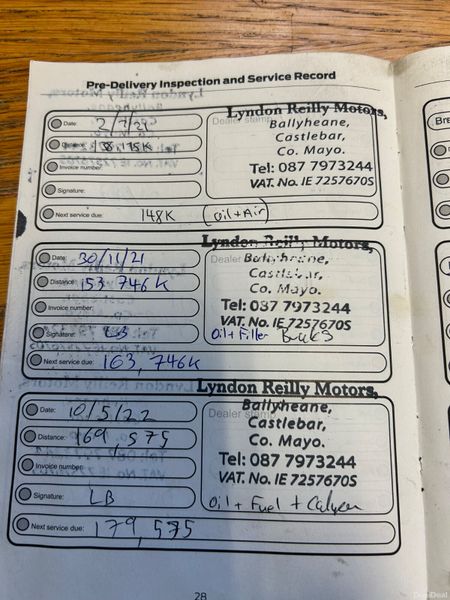 Pre-Delivery Inspection and Service Record
Date: 2/7/21
Dealer stamp
Lyndon Reilly Motors,
Ballyheane,
Castlebar,
Co. Mayo.
Tel: 087 7973244
VAT. No. IE 7257670S
Distance:
Invoice number:
Signature:
Next service due: 148K (oil + Air)
Date: 30/11/21
Dealer
Lyndon Reilly Motors,
Ballyheane,
Castlebar,
Co. Mayo.
Tel: 087 7973244
VAT. No. IE 7257670S
Oil + Filter
Distance: 153 746 K
Invoice number:
Signature:
Next service due: 163, 746K
Date: 10/5/22
Dealer stamp
Lyndon Reilly Motors,
Ballyheane,
Castlebar,
Co. Mayo.
Tel: 087 7973244
VAT. No. IE 7257670S
Oil + Fuel +
Distance: 169, 575
Invoice number:
Signature: LB
Next service due: 179, 575
28
DoneDeal